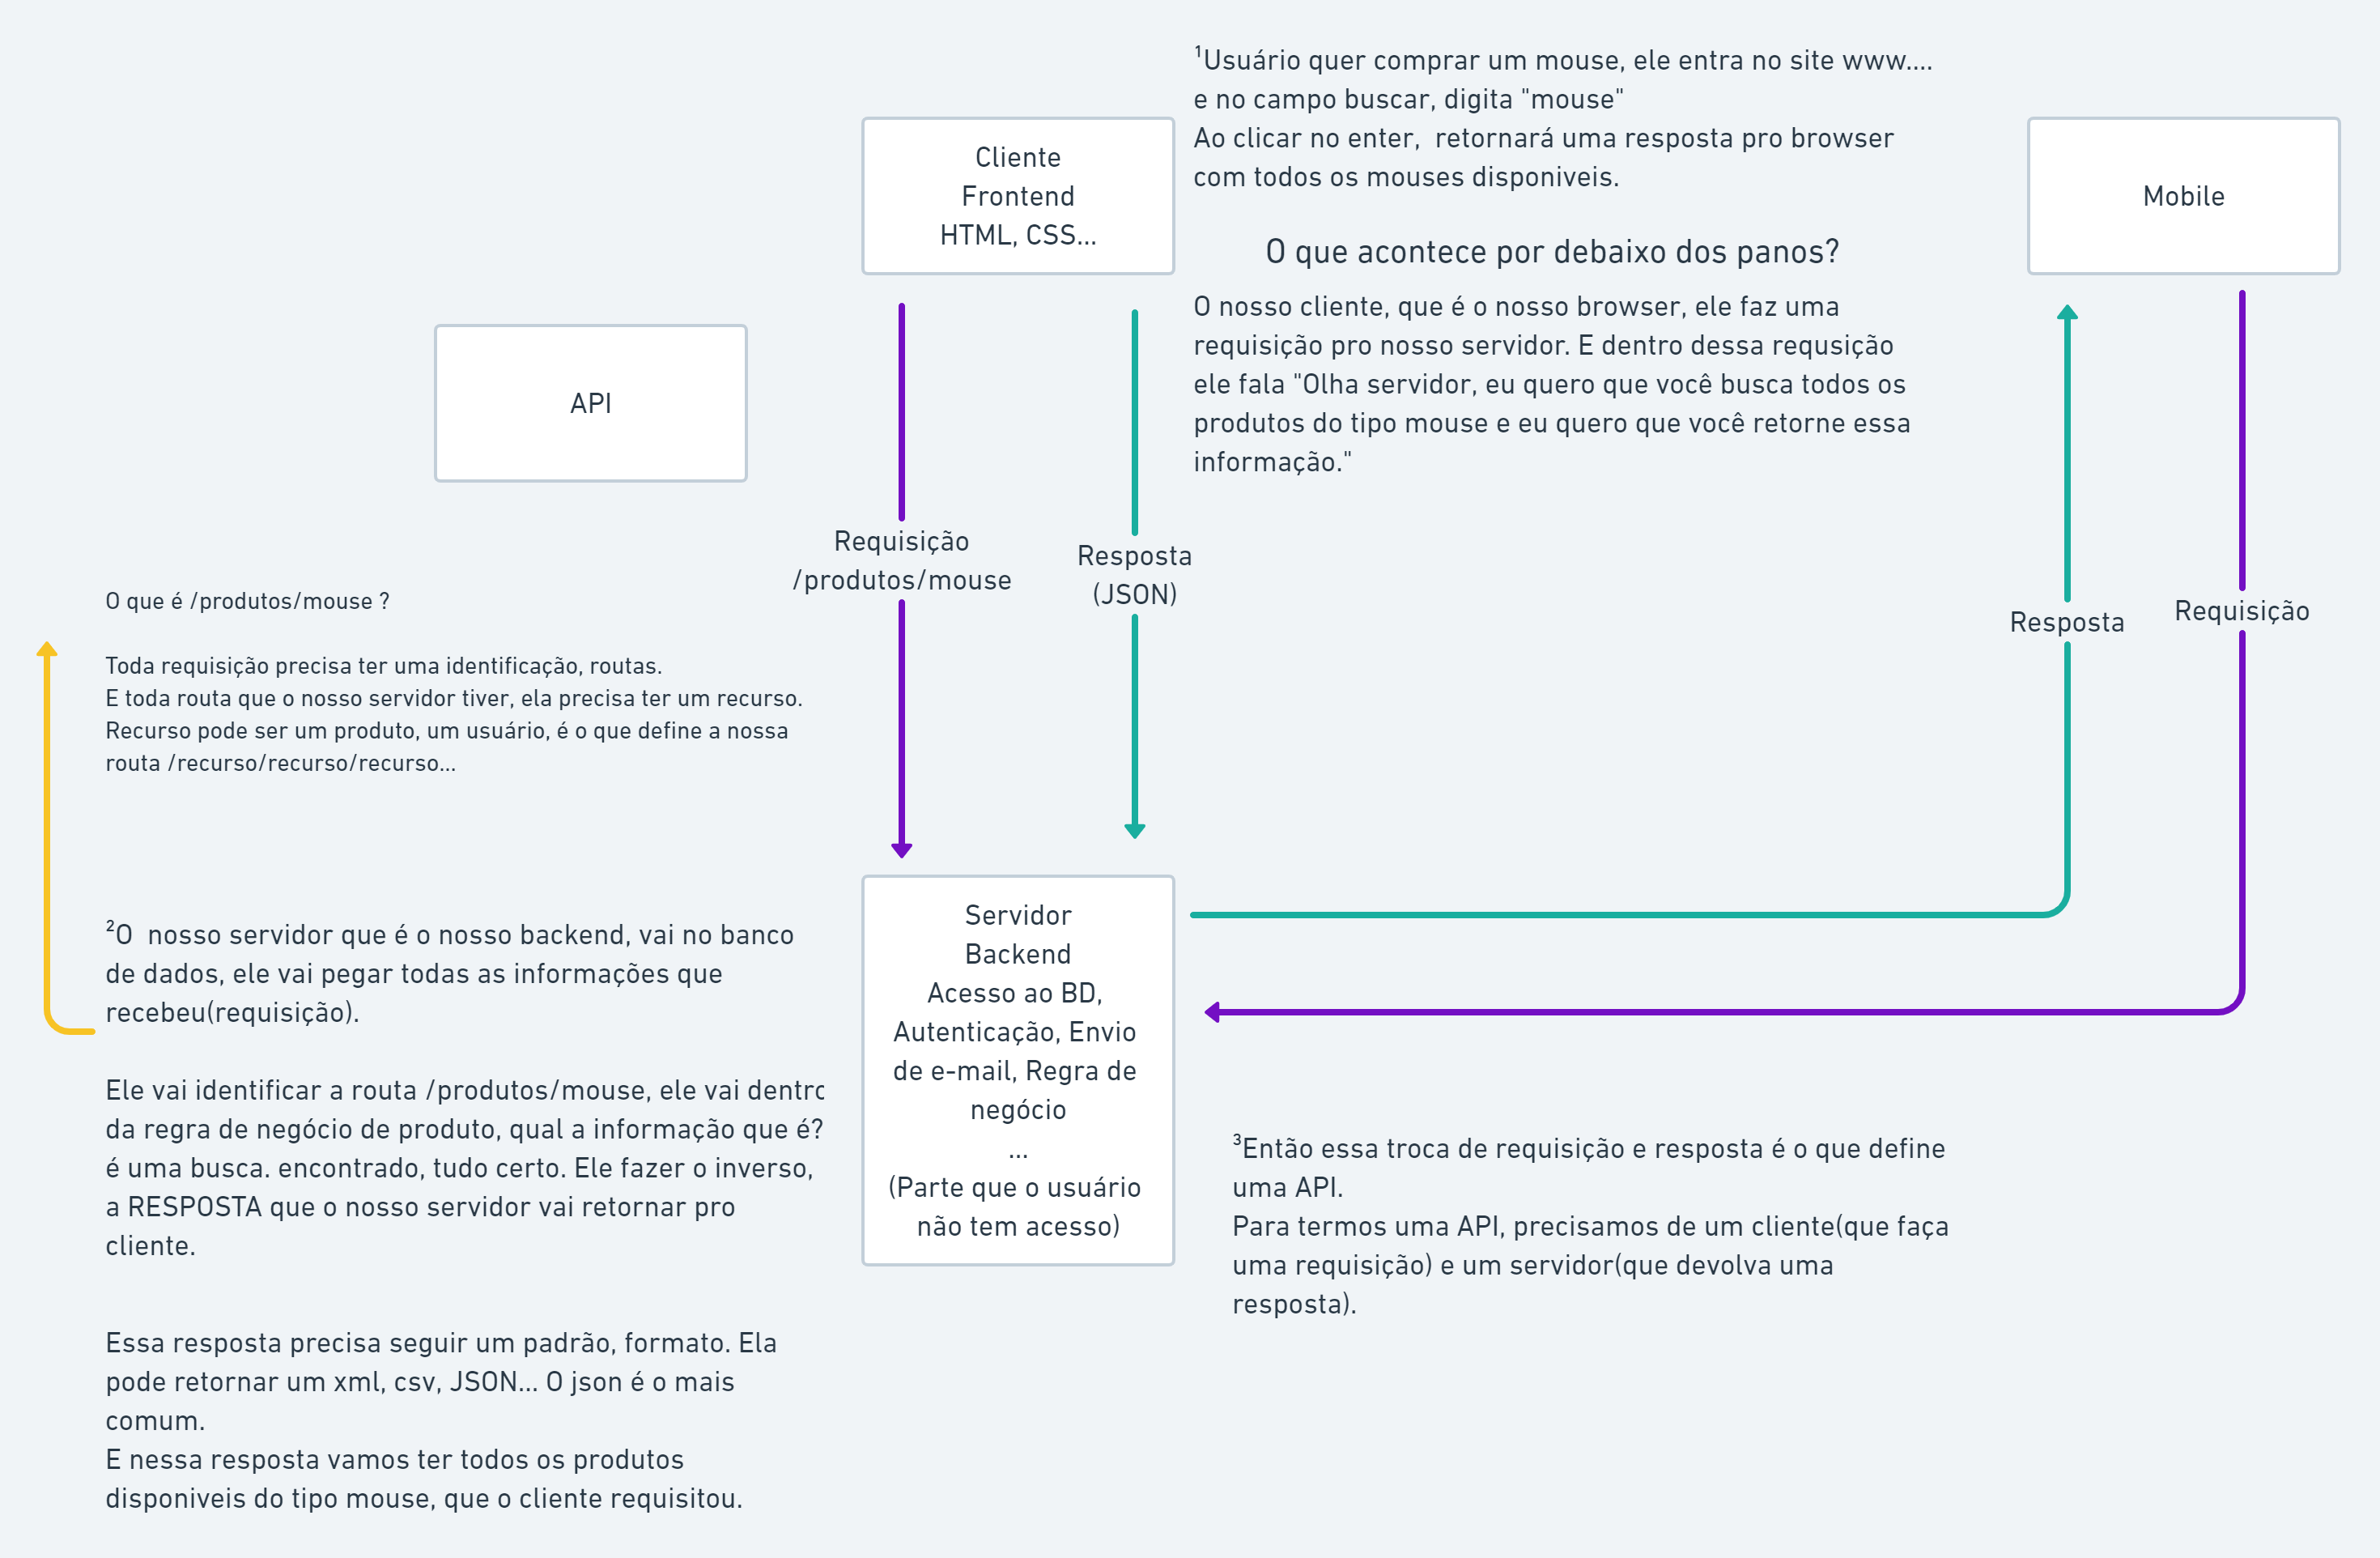 ¹Usuário quer comprar um mouse, ele entra no site www....
e no campo buscar, digita "mouse"
Ao clicar no enter,  retornará uma resposta pro browser
com todos os mouses disponiveis.
Cliente
Frontend
HTML, CSS...
Mobile
O que acontece por debaixo dos panos?
O nosso cliente, que é o nosso browser, ele faz uma
requisição pro nosso servidor. E dentro dessa requsição
ele fala "Olha servidor, eu quero que você busca todos os
produtos do tipo mouse e eu quero que você retorne essa
informação."
API
Requisição
/produtos/mouse
Resposta
(JSON)
Resposta
Requisição
O que é /produtos/mouse ?
Toda requisição precisa ter uma identificação, routas.
E toda routa que o nosso servidor tiver, ela precisa ter um recurso.
Recurso pode ser um produto, um usuário, é o que define a nossa
routa /recurso/recurso/recurso...
²O  nosso servidor que é o nosso backend, vai no banco
de dados, ele vai pegar todas as informações que
recebeu(requisição).
Ele vai identificar a routa /produtos/mouse, ele vai dentro
da regra de negócio de produto, qual a informação que é?
é uma busca. encontrado, tudo certo. Ele fazer o inverso,
a RESPOSTA que o nosso servidor vai retornar pro
cliente.
Essa resposta precisa seguir um padrão, formato. Ela
pode retornar um xml, csv, JSON... O json é o mais
comum.
E nessa resposta vamos ter todos os produtos
disponiveis do tipo mouse, que o cliente requisitou.
Servidor
Backend
Acesso ao BD,
Autenticação, Envio
de e-mail, Regra de
negócio
...
(Parte que o usuário
não tem acesso)
³Então essa troca de requisição e resposta é o que define
uma API.
Para termos uma API, precisamos de um cliente(que faça
uma requisição) e um servidor(que devolva uma
resposta).